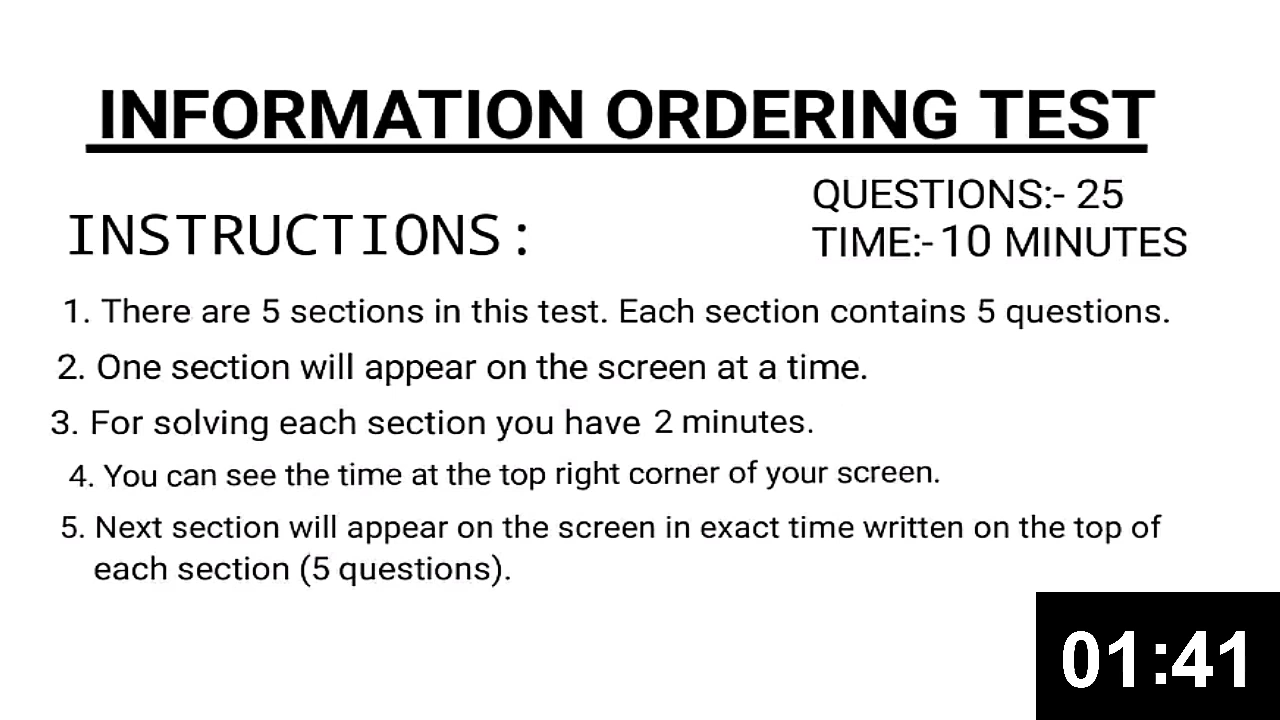 INFORMATION ORDERING TEST
QUESTIONS:- 25
TIME:- 10 MINUTES
INSTRUCTIONS:
1. There are 5 sections in this test. Each section contains 5 questions.
2. One section will appear on the screen at a time.
3. For solving each section you have 2 minutes.
4. You can see the time at the top right corner of your screen.
5. Next section will appear on the screen in exact time written on the top of
each section (5 questions).
01:41